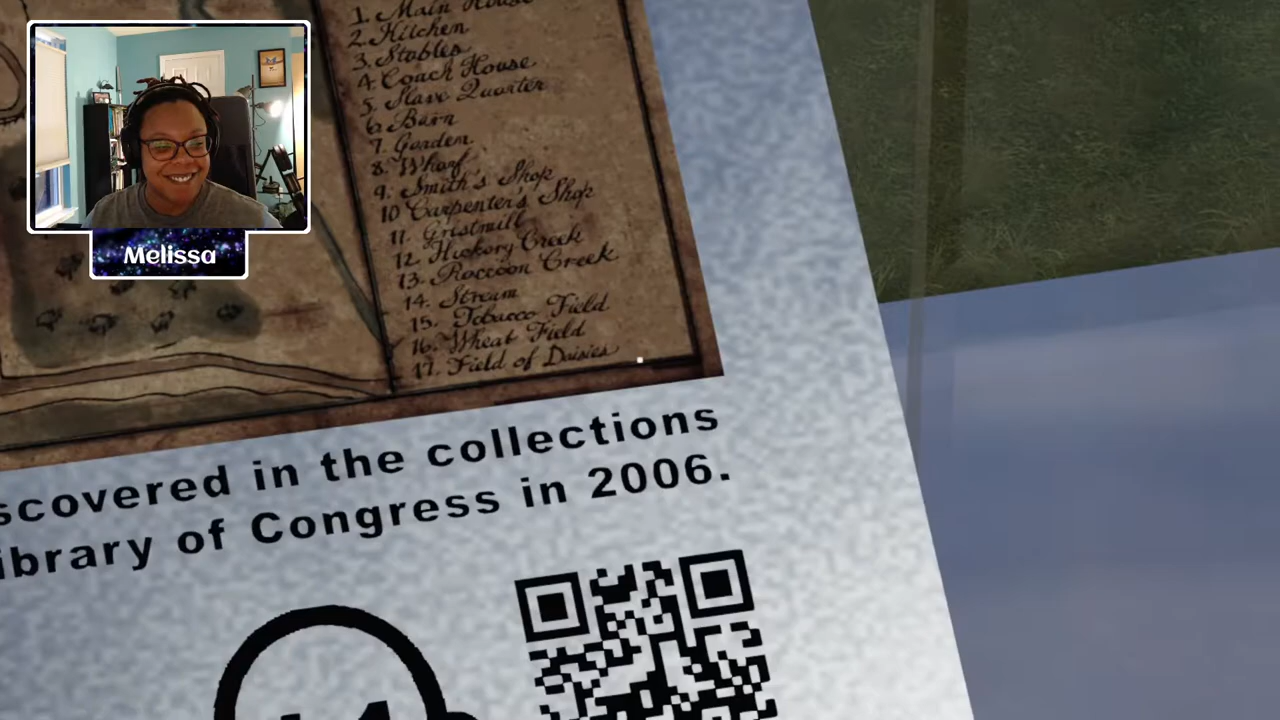 1. Main House
2. Kitchen
3. Stables
4. Coach House
5. Slave Quarter
6. Barn
7. Garden
8. Wharf
9. Smith's Shop
10 Carpenter's Shop
11. Gristmill
12. Hickory Creek
13. Raccoon Creek
14. Stream
15. Tobacco Field
16. Wheat Field
17. Field of Daisies
Melissa
scovered in the collections
ibrary of Congress in 2006.